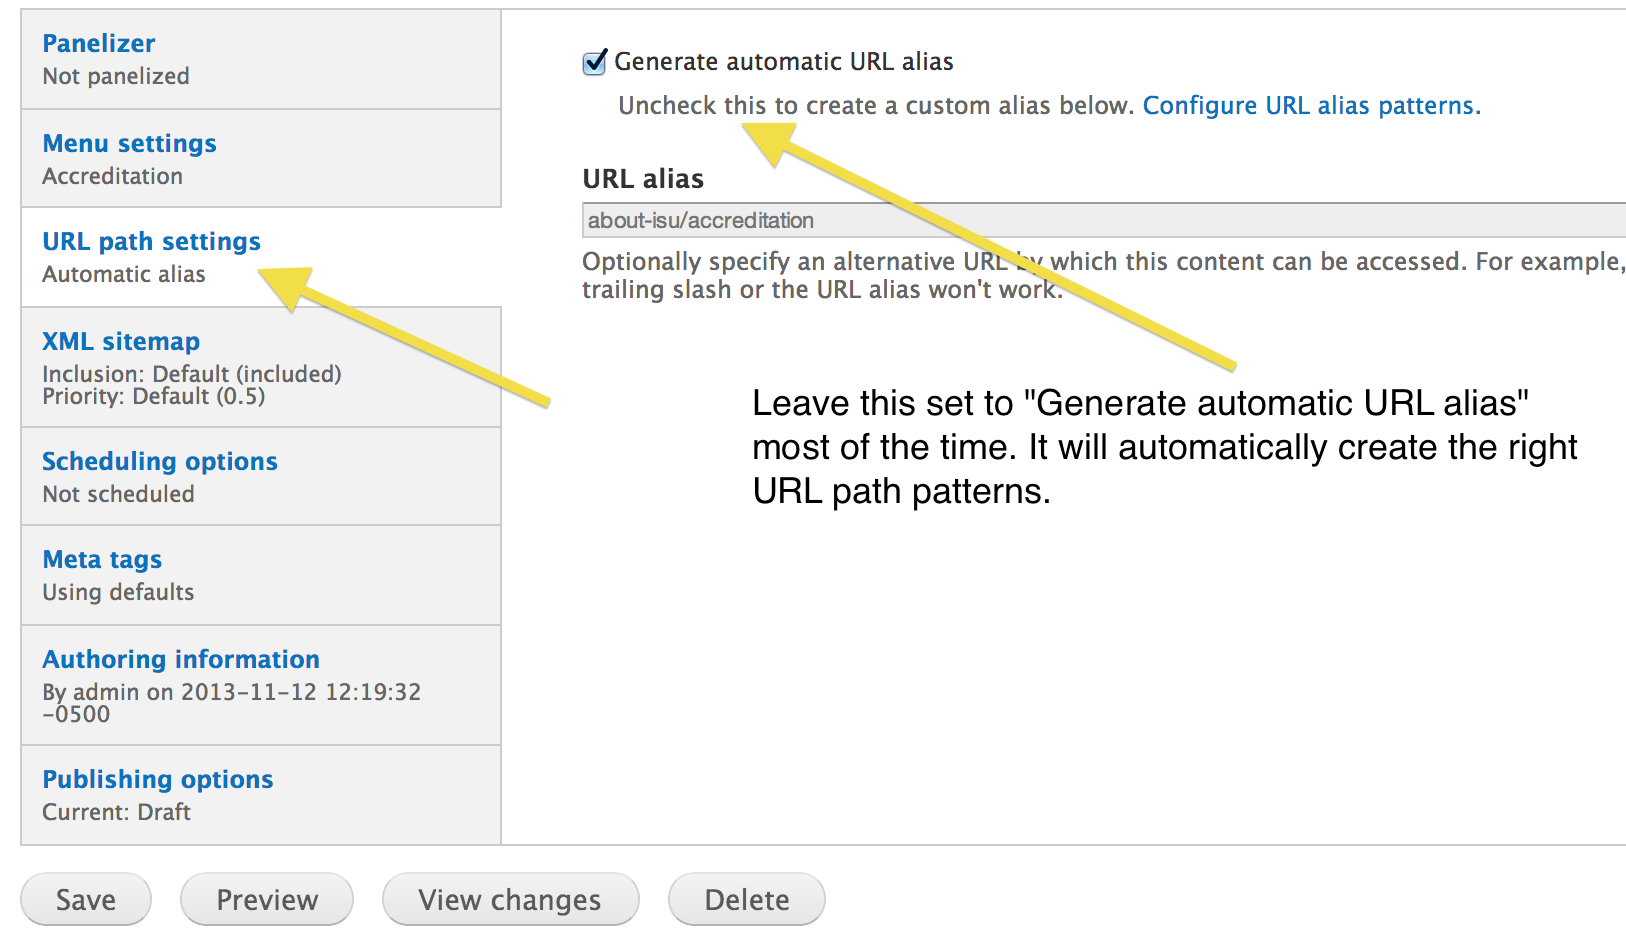 Panelizer
Not panelized
Menu settings
Accreditation
URL path settings
Automatic alias
XML sitemap
Inclusion: Default (included)
Priority: Default (0.5)
Scheduling options
Not scheduled
Meta tags
Using defaults
Authoring information
By admin on 2013-11-12 12:19:32
-0500
Publishing options
Current: Draft
Generate automatic URL alias
Uncheck this to create a custom alias below. Configure URL alias patterns.
URL alias
about-isu/accreditation
Optionally specify an alternative URL by which this content can be accessed. For example,
trailing slash or the URL alias won't work.
Leave this set to "Generate automatic URL alias"
most of the time. It will automatically create the right
URL path patterns.
Save
Preview
View changes
Delete